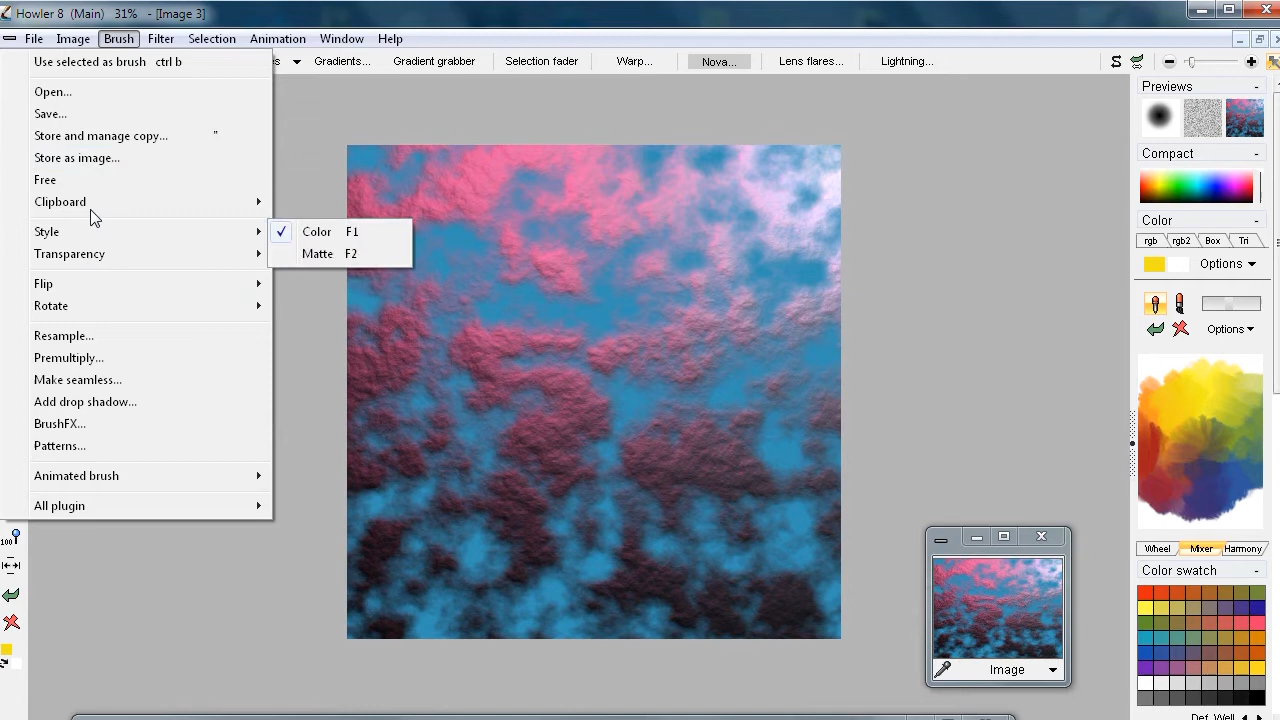 Howler 8 (Main) 31% - [Image 3]
File Image Brush Filter Selection Animation Window Help
Use selected as brush ctrl b
Gradients... Gradient grabber Selection fader Warp... Nova... Lens flares... Lightning...
Open...
Save...
Store and manage copy... "
Store as image...
Free
Clipboard
Style
Transparency
Flip
Rotate
Resample...
Premultiply...
Make seamless...
Add drop shadow...
BrushFX...
Patterns...
Animated brush
All plugin
Color F1
Matte F2
100
Image
Previews -
Compact -
Color -
rgb rgb2 Box Tri
Options
Options
Wheel Mixer Harmony
Color swatch -
Def. Well